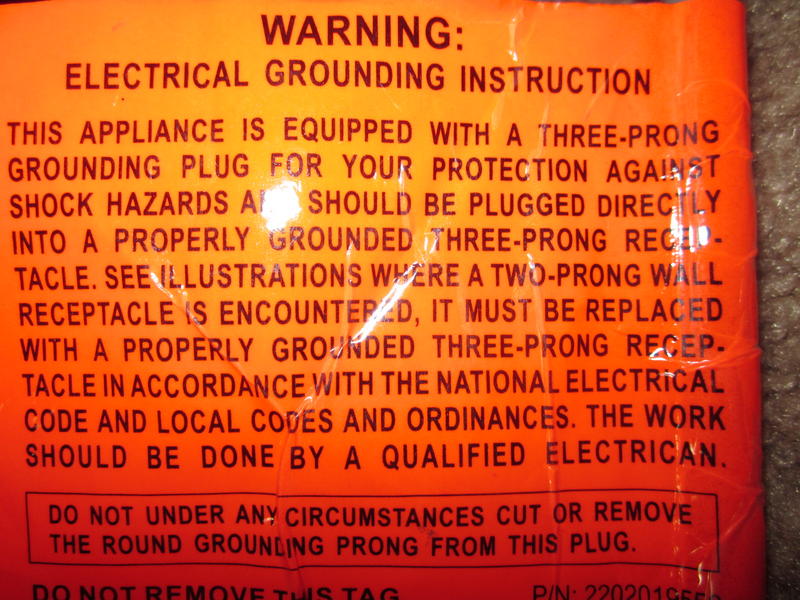 WARNING:
ELECTRICAL GROUNDING INSTRUCTION
THIS APPLIANCE IS EQUIPPED WITH A THREE-PRONG
GROUNDING PLUG FOR YOUR PROTECTION AGAINST
SHOCK HAZARDS AND SHOULD BE PLUGGED DIRECTLY
INTO A PROPERLY GROUNDED THREE-PRONG RECEP-
TACLE. SEE ILLUSTRATIONS WHERE A TWO-PRONG WALL
RECEPTACLE IS ENCOUNTERED, IT MUST BE REPLACED
WITH A PROPERLY GROUNDED THREE-PRONG RECEP-
TACLE IN ACCORDANCE WITH THE NATIONAL ELECTRICAL
CODE AND LOCAL CODES AND ORDINANCES. THE WORK
SHOULD BE DONE BY A QUALIFIED ELECTRICAN.
DO NOT UNDER ANY CIRCUMSTANCES CUT OR REMOVE
THE ROUND GROUNDING PRONG FROM THIS PLUG.
DO NOT REMOVE THIS TAG P/N: